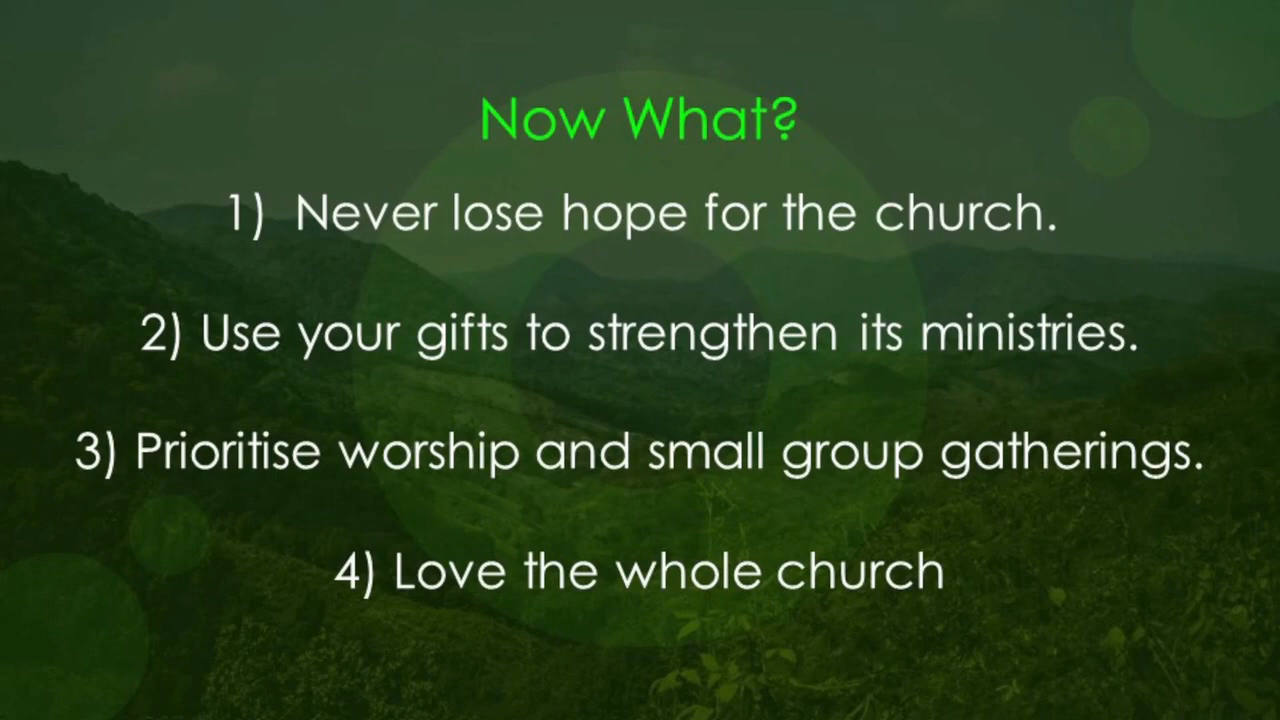 Now What?
1) Never lose hope for the church.
2) Use your gifts to strengthen its ministries.
3) Prioritise worship and small group gatherings.
4) Love the whole church